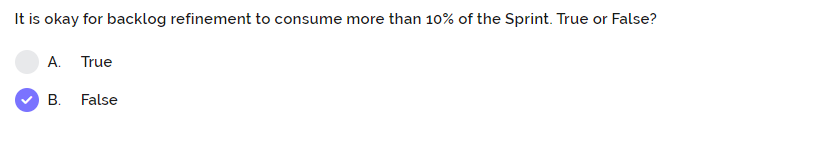 It is okay for backlog refinement to consume more than 10% of the Sprint. True or False?
A. True
B. False